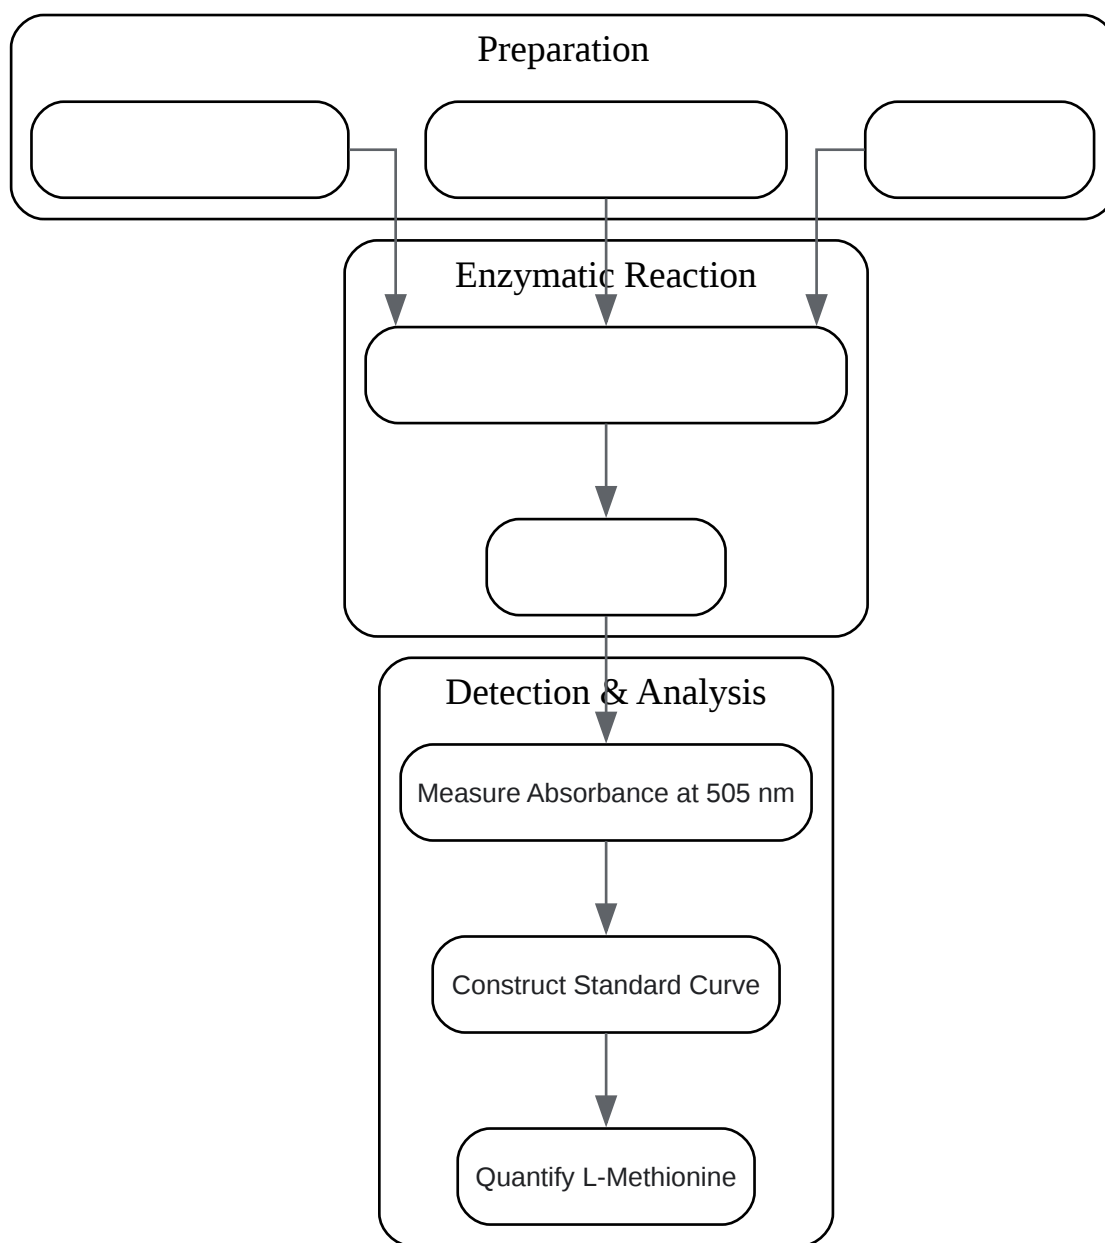 Preparation
Enzymatic Reaction
Detection & Analysis
Measure Absorbance at 505 nm
Construct Standard Curve
Quantify L-Methionine